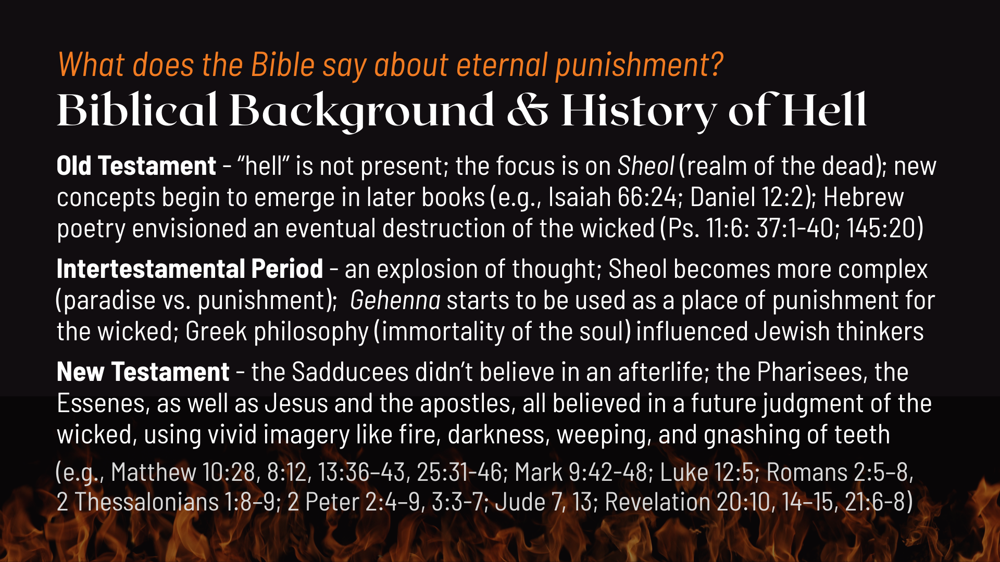 What does the Bible say about eternal punishment?
Biblical Background & History of Hell
Old Testament - “hell” is not present; the focus is on Sheol (realm of the dead); new
concepts begin to emerge in later books (e.g., Isaiah 66:24; Daniel 12:2); Hebrew
poetry envisioned an eventual destruction of the wicked (Ps. 11:6: 37:1-40; 145:20)
Intertestamental Period - an explosion of thought; Sheol becomes more complex
(paradise vs. punishment);  Gehenna starts to be used as a place of punishment for
the wicked; Greek philosophy (immortality of the soul) influenced Jewish thinkers
New Testament - the Sadducees didn’t believe in an afterlife; the Pharisees, the
Essenes, as well as Jesus and the apostles, all believed in a future judgment of the
wicked, using vivid imagery like fire, darkness, weeping, and gnashing of teeth
(e.g., Matthew 10:28, 8:12, 13:36–43, 25:31-46; Mark 9:42-48; Luke 12:5; Romans 2:5–8,
2 Thessalonians 1:8–9; 2 Peter 2:4–9, 3:3-7; Jude 7, 13; Revelation 20:10, 14–15, 21:6-8)